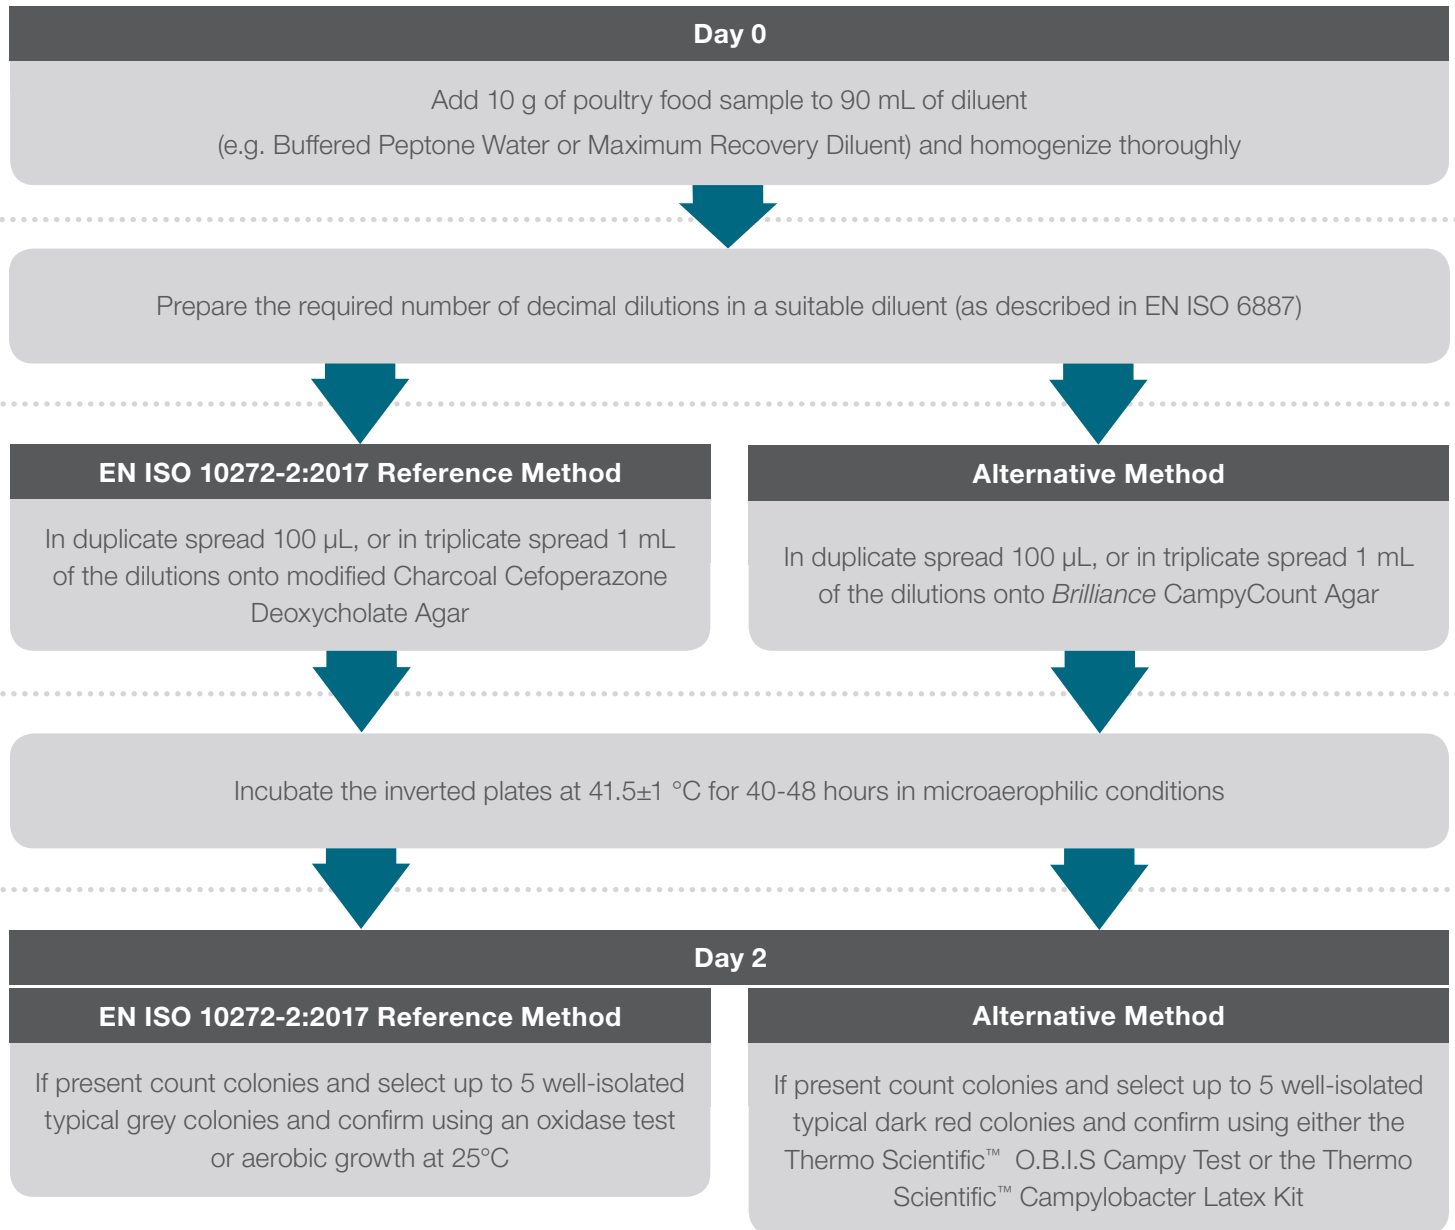 Day 0
Add 10 g of poultry food sample to 90 mL of diluent
(e.g. Buffered Peptone Water or Maximum Recovery Diluent) and homogenize thoroughly
Prepare the required number of decimal dilutions in a suitable diluent (as described in EN ISO 6887)
EN ISO 10272-2:2017 Reference Method
In duplicate spread 100 µL, or in triplicate spread 1 mL
of the dilutions onto modified Charcoal Cefoperazone
Deoxycholate Agar
Alternative Method
In duplicate spread 100 µL, or in triplicate spread 1 mL
of the dilutions onto Brilliance CampyCount Agar
Incubate the inverted plates at 41.5±1 °C for 40-48 hours in microaerophilic conditions
Day 2
EN ISO 10272-2:2017 Reference Method
If present count colonies and select up to 5 well-isolated
typical grey colonies and confirm using an oxidase test
or aerobic growth at 25°C
Alternative Method
If present count colonies and select up to 5 well-isolated
typical dark red colonies and confirm using either the
Thermo Scientific™ O.B.I.S Campy Test or the Thermo
Scientific™ Campylobacter Latex Kit